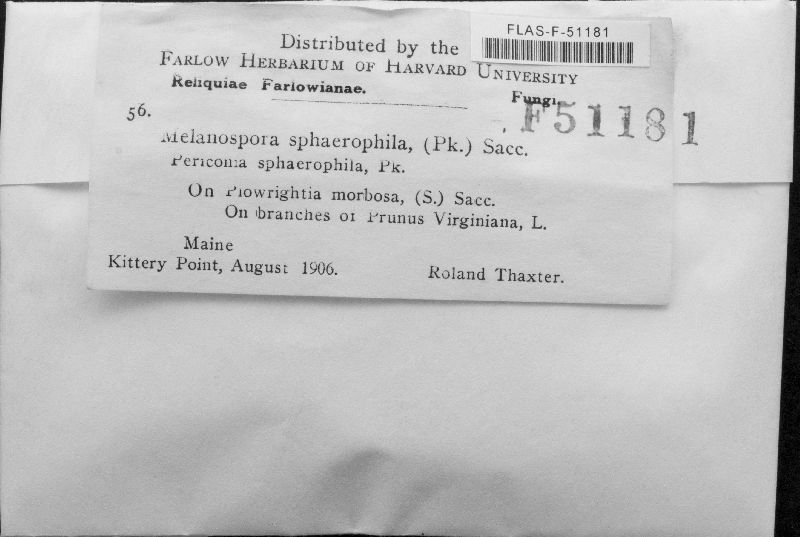 FLAS-F-51181
Distributed by the
FARLOW HERBARIUM OF HARVARD UNIVERSITY
Reliquiae Farlowianae.
Fungi.
F51181
56.
Melanospora sphaerophila, (Pk.) Sacc.
Periconia sphaerophila, Pk.
On Plowrightia morbosa, (S.) Sacc.
On branches of Prunus Virginiana, L.
Maine
Kittery Point, August 1906. Roland Thaxter.